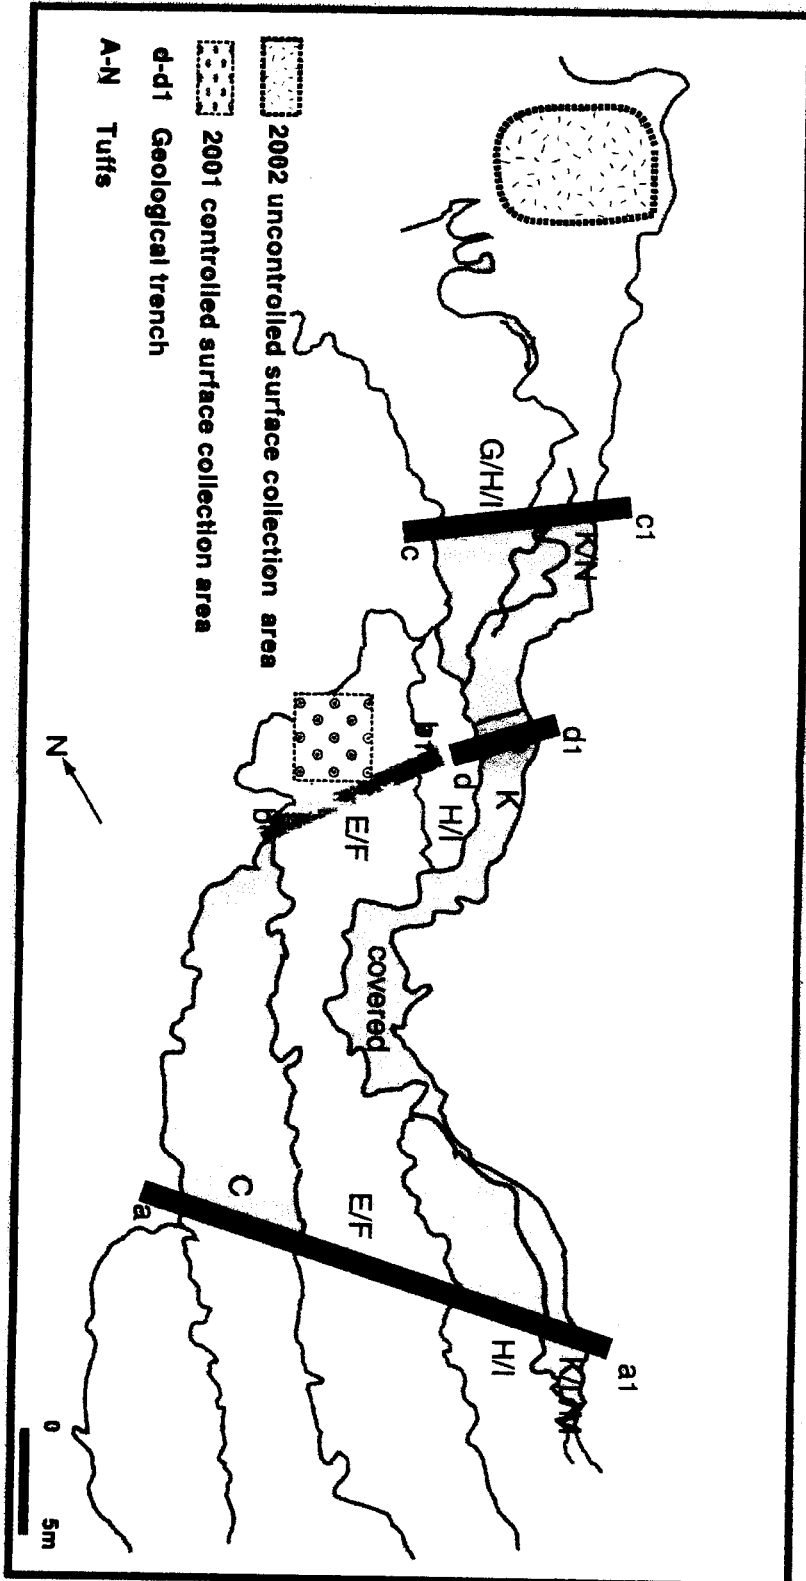 2002 uncontrolled surface collection area
2001 controlled surface collection area
d-d1 Geological trench
A-N Tuffs
c1
K/N
G/H/I
c
d1
K
d
H/I
b1
b
E/F
covered
C
a
E/F
H/I
a1
N
0 5m